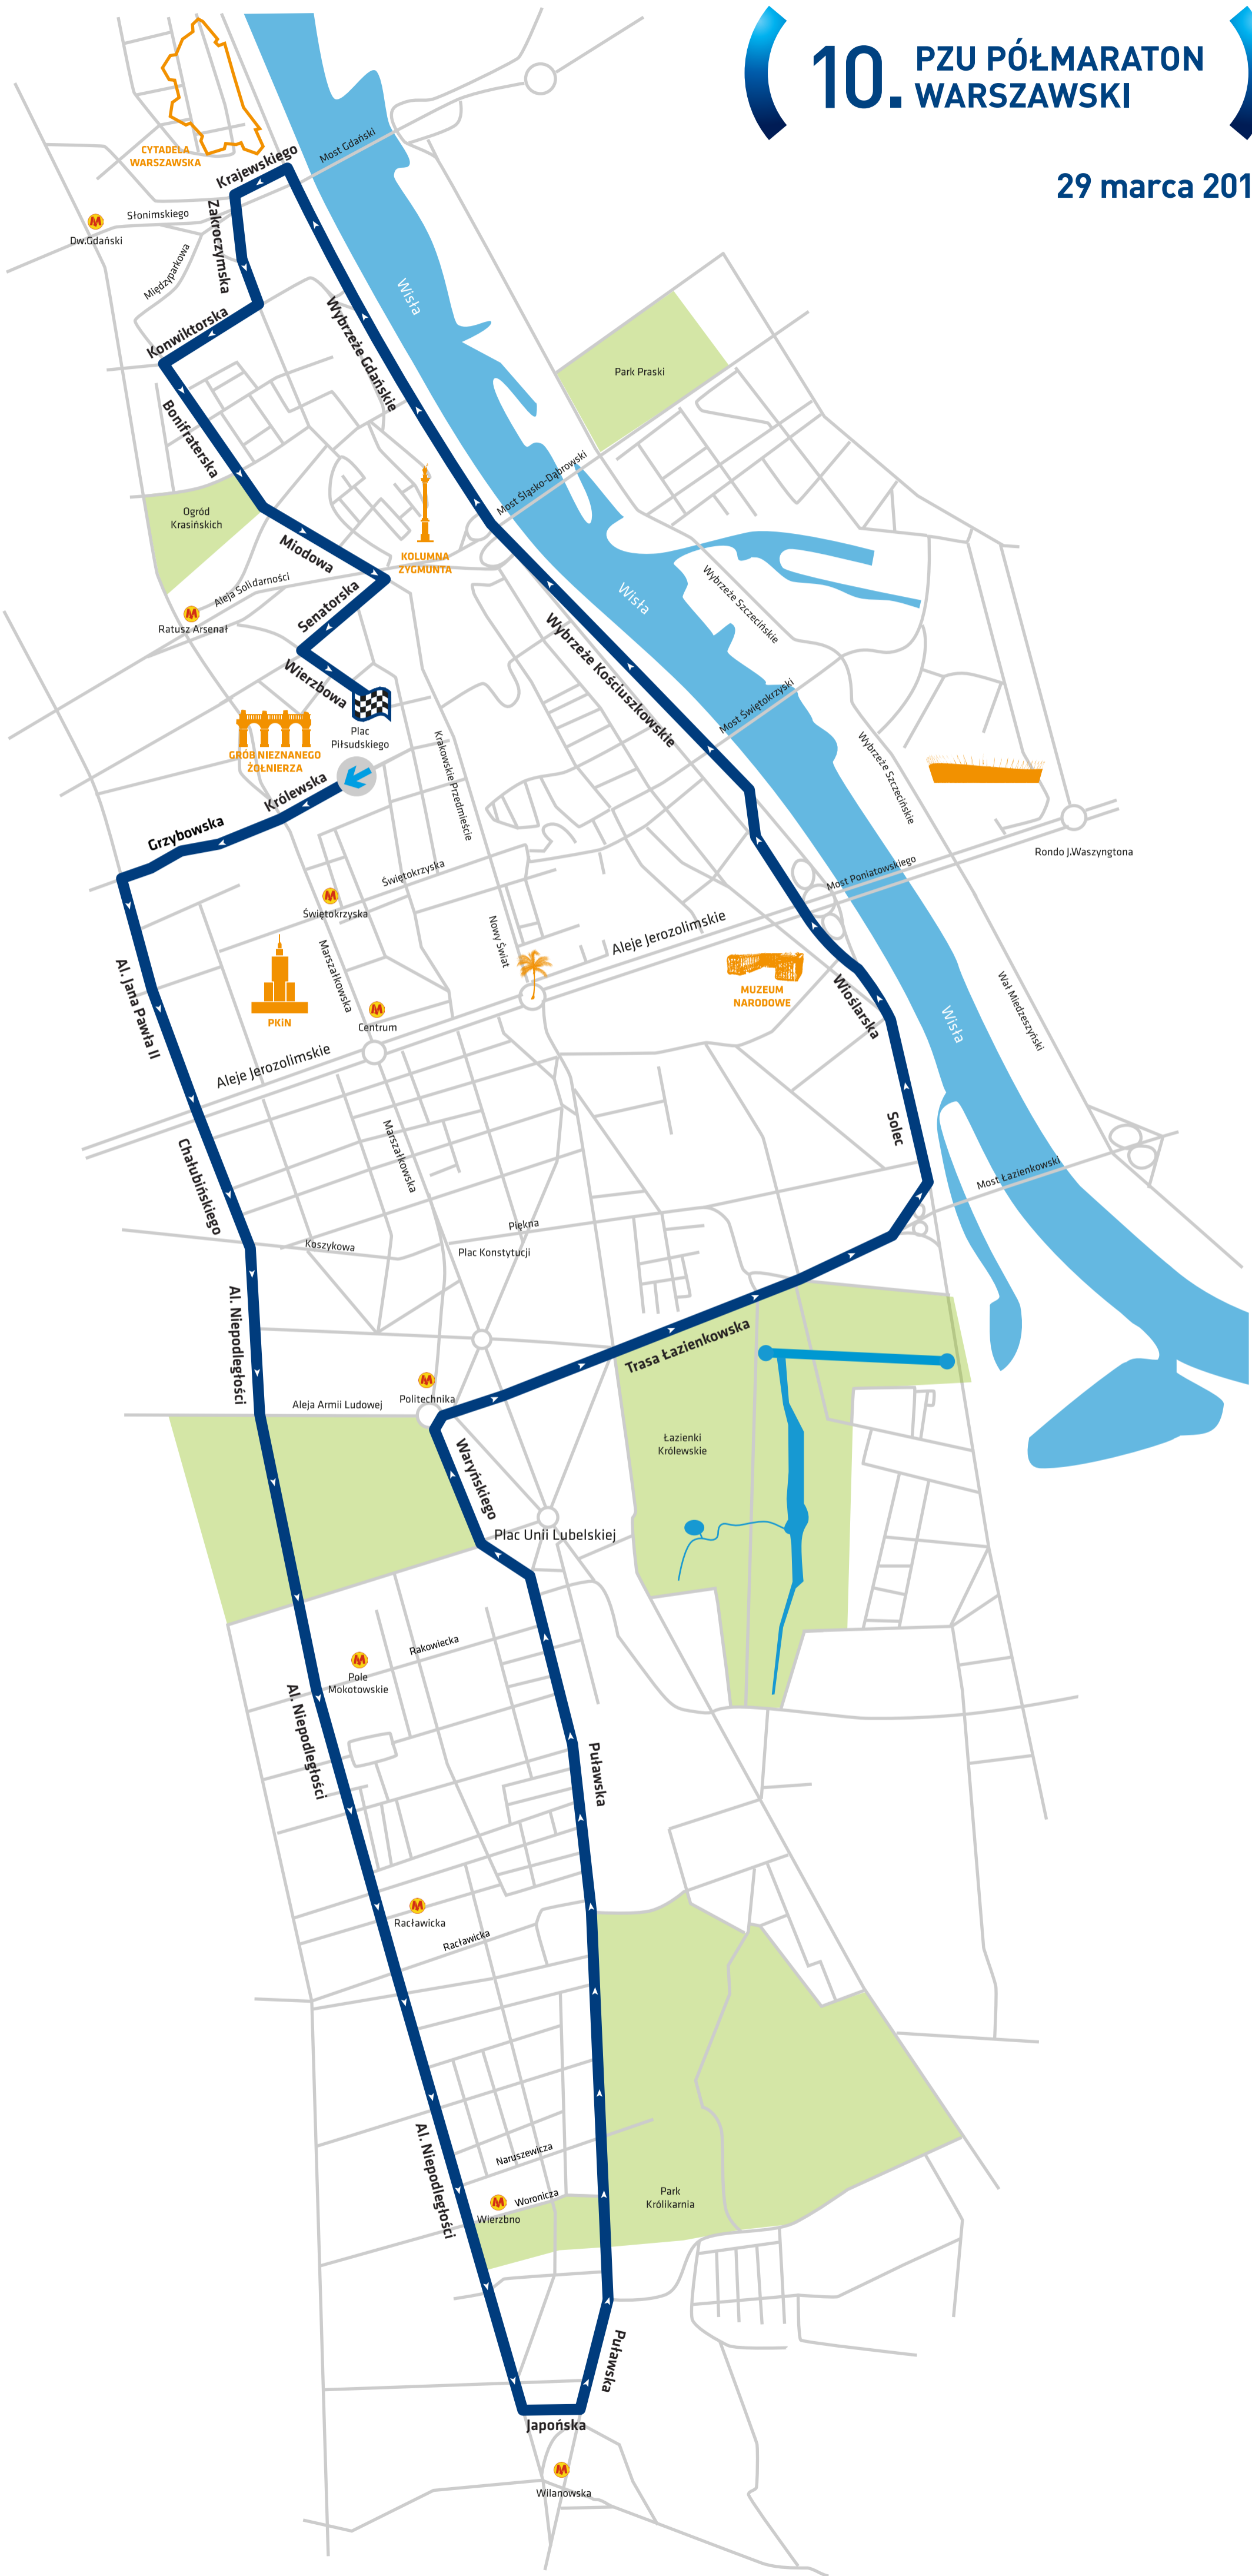 10. PZU PÓŁMARATON
WARSZAWSKI
29 marca 201
CYTADELA
WARSZAWSKA
Krajewskiego
Most Gdański
Słonimskiego
Zakroczymska
Dw.Gdański
Międzyparkowa
Wisła
Wybrzeże Gdańskie
Konwiktorska
Park Praski
Bonifraterska
Most Śląsko-Dąbrowski
Ogród
Krasińskich
Miodowa
KOLUMNA
ZYGMUNTA
Aleja Solidarności
Senatorska
Ratusz Arsenał
Wybrzeże Szczecińskie
Wisła
Wybrzeże Kościuszkowskie
Wierzbowa
Most Świętokrzyski
Plac
Piłsudskiego
GRÓB NIEZNANEGO
ŻOŁNIERZA
Krakowskie Przedmieście
Wybrzeże Szczecińskie
Królewska
Grzybowska
Rondo J.Waszyngtona
Most Poniatowskiego
Świętokrzyska
Świętokrzyska
Nowy Świat
Aleje Jerozolimskie
Marszałkowska
Al. Jana Pawła II
MUZEUM
NARODOWE
Wioślarska
Wał Miedzeszyński
PKiN
Centrum
Wisła
Aleje Jerozolimskie
Solec
Marszałkowska
Chałubińskiego
Most Łazienkowski
Piękna
Koszykowa
Plac Konstytucji
Al. Niepodległości
Trasa Łazienkowska
Politechnika
Aleja Armii Ludowej
Łazienki
Królewskie
Waryńskiego
Plac Unii Lubelskiej
Rakowiecka
Pole
Mokotowskie
Al. Niepodległości
Puławska
Racławicka
Racławicka
Al. Niepodległości
Naruszewicza
Park
Królikarnia
Woronicza
Wierzbno
Puławska
Japońska
Wilanowska